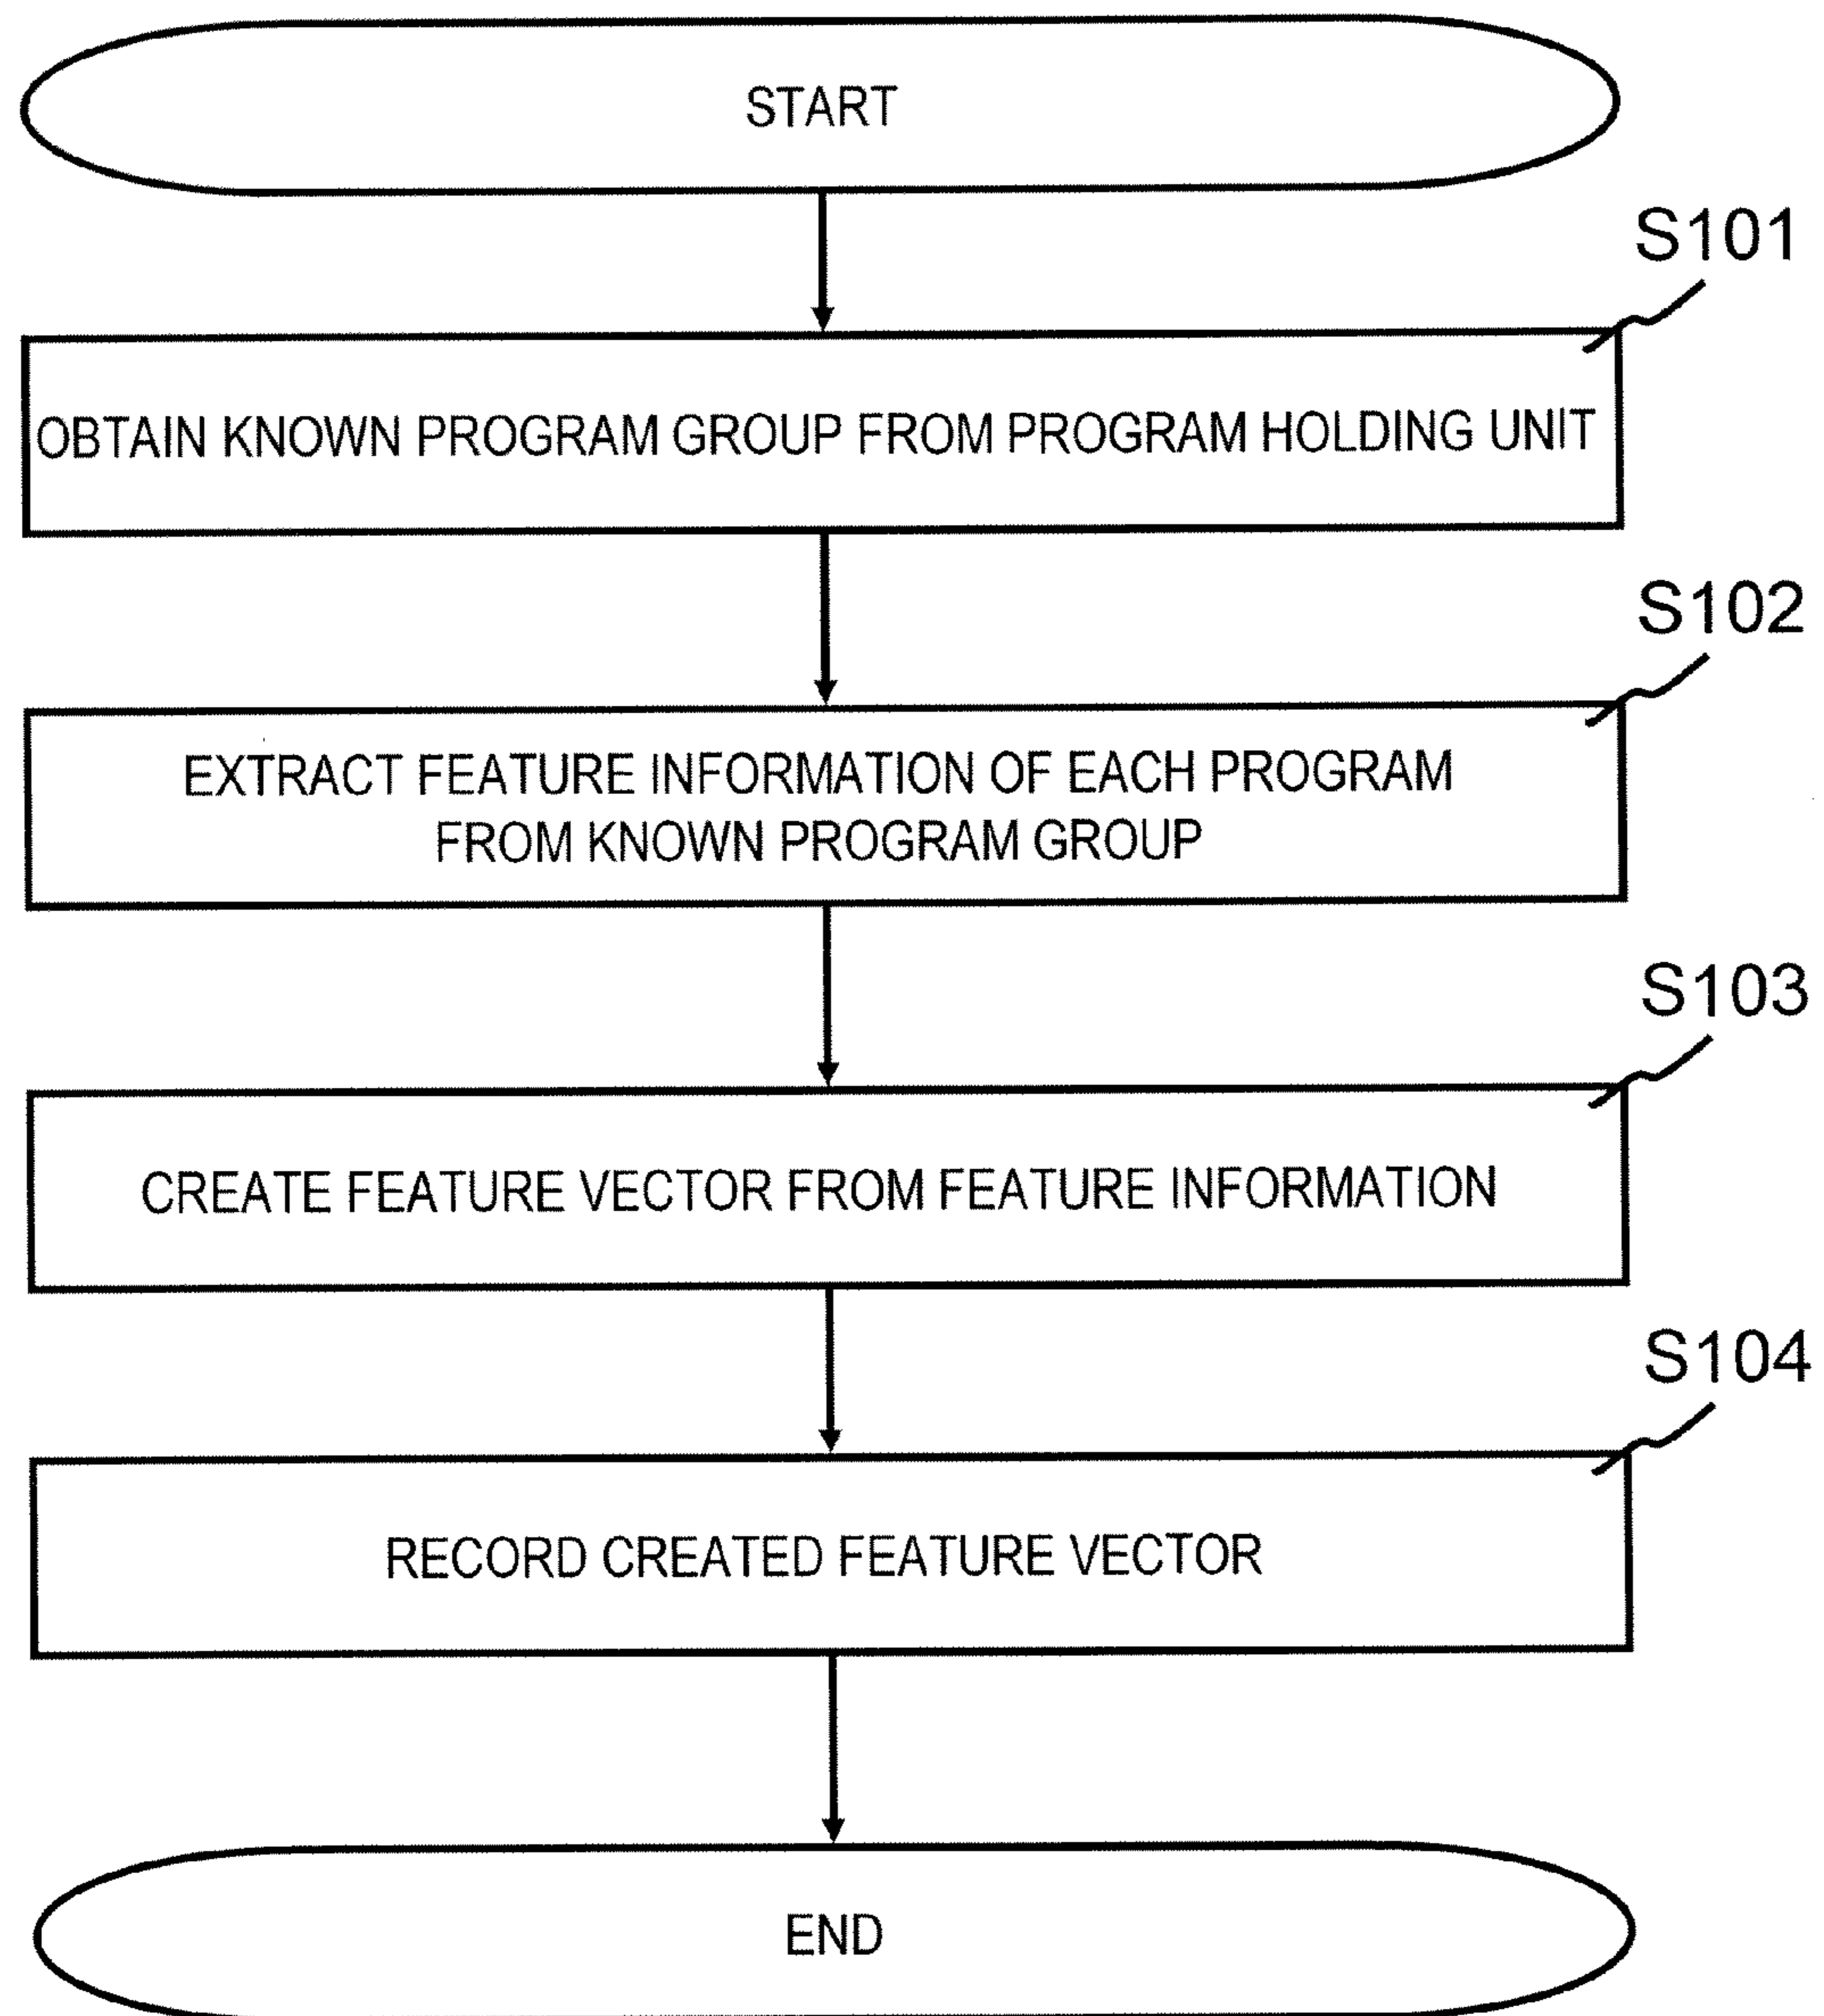 START
S101
OBTAIN KNOWN PROGRAM GROUP FROM PROGRAM HOLDING UNIT
S102
EXTRACT FEATURE INFORMATION OF EACH PROGRAM
FROM KNOWN PROGRAM GROUP
S103
CREATE FEATURE VECTOR FROM FEATURE INFORMATION
S104
RECORD CREATED FEATURE VECTOR
END